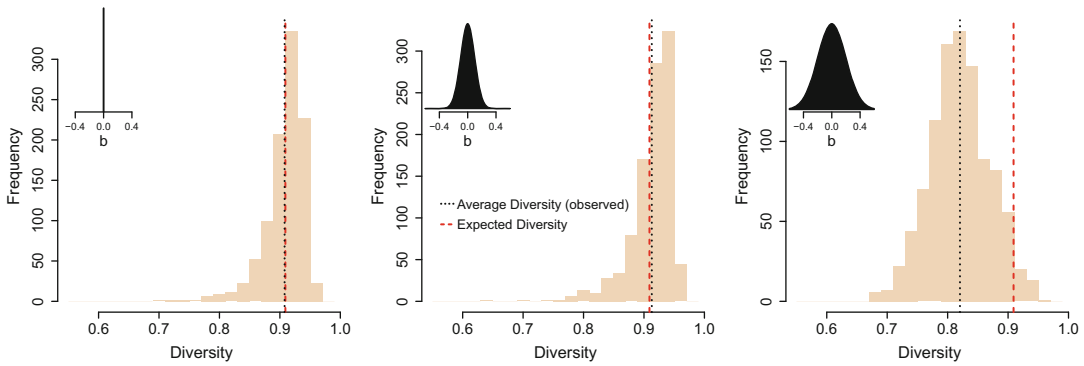 Frequency
0 50 100 150 200 250 300
−0.4 0.0 0.4
b
0.6 0.7 0.8 0.9 1.0
Diversity
Frequency
0 50 100 150 200 250 300
−0.4 0.0 0.4
b
Average Diversity (observed)
Expected Diversity
0.6 0.7 0.8 0.9 1.0
Diversity
Frequency
0 50 100 150
−0.4 0.0 0.4
b
0.6 0.7 0.8 0.9 1.0
Diversity